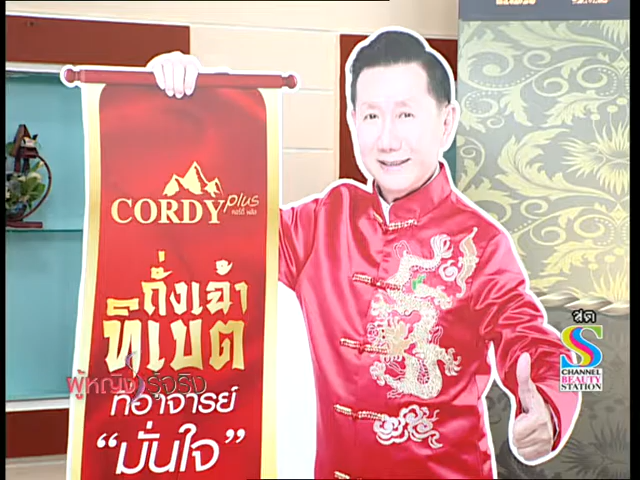 CORDY plus
คอร์ดี้ พลัส
ถั่งเฉ้า
ทิเบต
ผู้หญิงรู้จริง
ที่อาจารย์
“มั่นใจ”
สด
S
CHANNEL
BEAUTY
STATION